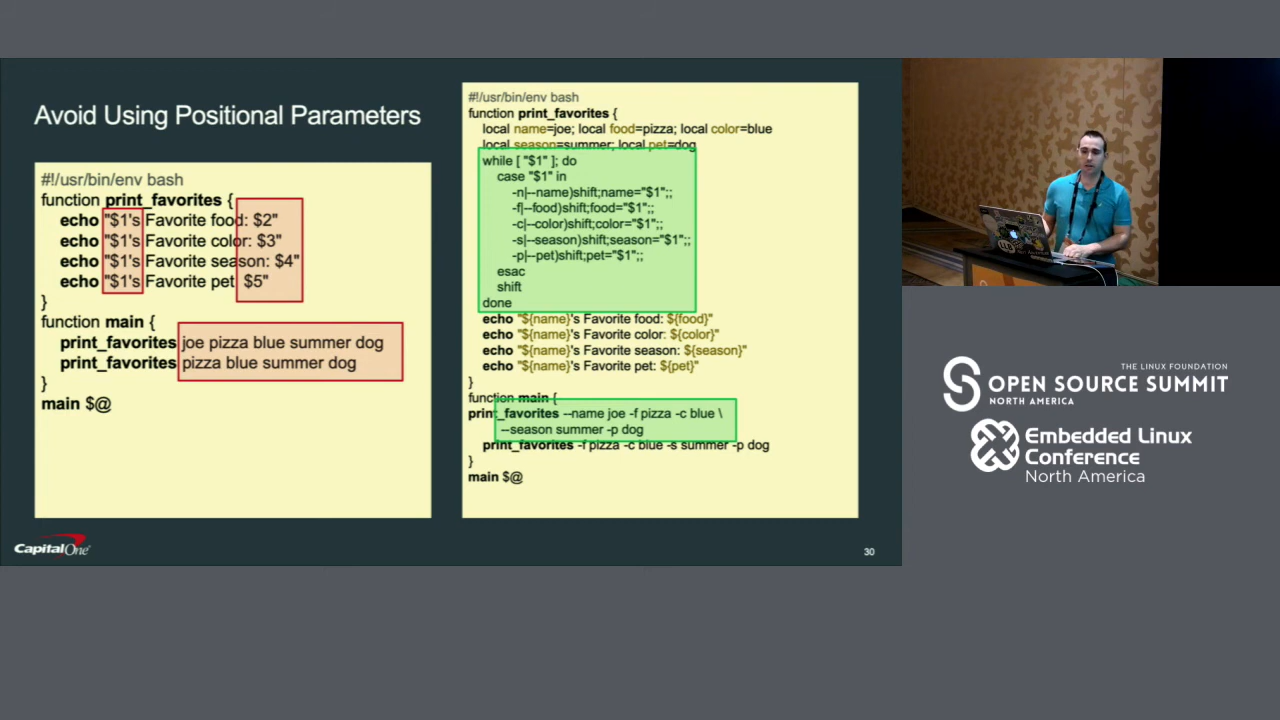 Avoid Using Positional Parameters
#!/usr/bin/env bash
function print_favorites {
echo "$1's Favorite food: $2"
echo "$1's Favorite color: $3"
echo "$1's Favorite season: $4"
echo "$1's Favorite pet: $5"
}
function main {
print_favorites joe pizza blue summer dog
print_favorites pizza blue summer dog
}
main $@
#!/usr/bin/env bash
function print_favorites {
local name=joe; local food=pizza; local color=blue
local season=summer; local pet=dog
while [ "$1" ]; do
case "$1" in
-n|--name)shift;name="$1";;
-f|--food)shift;food="$1";;
-c|--color)shift;color="$1";;
-s|--season)shift;season="$1";;
-p|--pet)shift;pet="$1";;
esac
shift
done
echo "${name}'s Favorite food: ${food}"
echo "${name}'s Favorite color: ${color}"
echo "${name}'s Favorite season: ${season}"
echo "${name}'s Favorite pet: ${pet}"
}
function main {
print_favorites --name joe -f pizza -c blue \
--season summer -p dog
print_favorites -f pizza -c blue -s summer -p dog
}
main $@
CapitalOne
30
THE LINUX FOUNDATION
OPEN SOURCE SUMMIT
NORTH AMERICA
Embedded Linux
Conference
North America